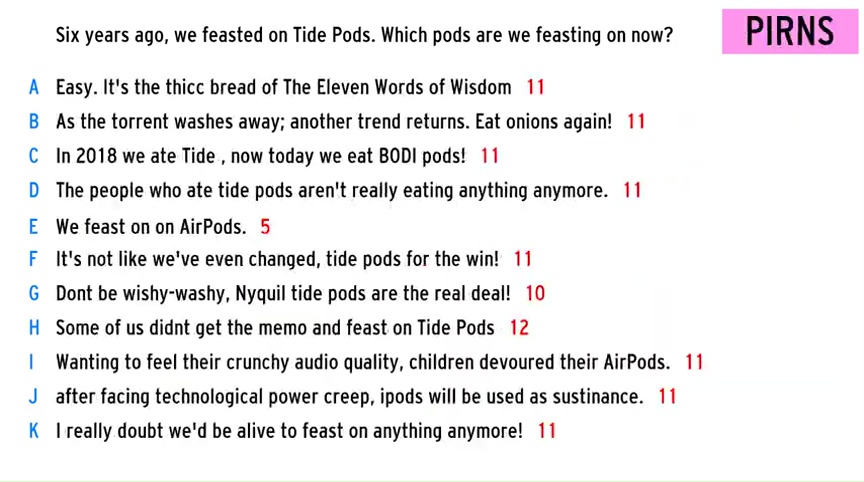 Six years ago, we feasted on Tide Pods. Which pods are we feasting on now?
PIRNS
A Easy. It's the thicc bread of The Eleven Words of Wisdom 11
B As the torrent washes away; another trend returns. Eat onions again! 11
C In 2018 we ate Tide , now today we eat BODI pods! 11
D The people who ate tide pods aren't really eating anything anymore. 11
E We feast on on AirPods. 5
F It's not like we've even changed, tide pods for the win! 11
G Dont be wishy-washy, Nyquil tide pods are the real deal! 10
H Some of us didnt get the memo and feast on Tide Pods 12
I Wanting to feel their crunchy audio quality, children devoured their AirPods. 11
J after facing technological power creep, ipods will be used as sustinance. 11
K I really doubt we'd be alive to feast on anything anymore! 11